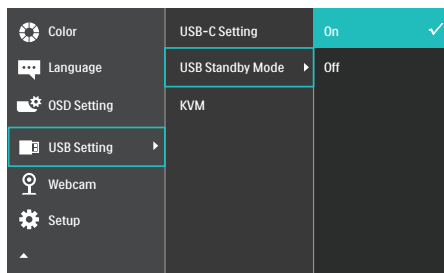 Color
Language
OSD Setting
USB Setting
Webcam
Setup
USB-C Setting
USB Standby Mode
KVM
On
Off